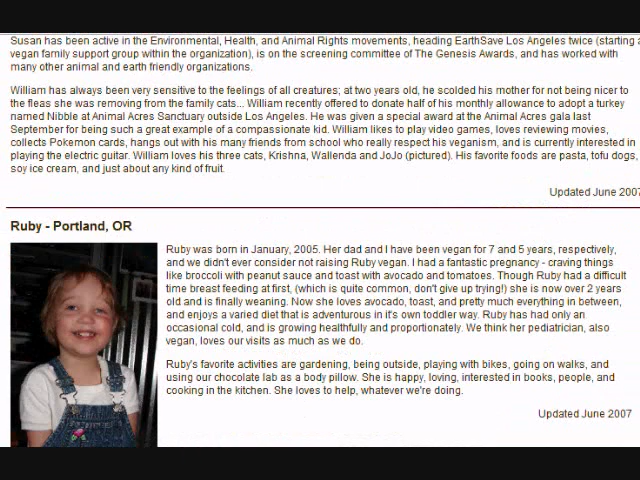 Susan has been active in the Environmental, Health, and Animal Rights movements, heading EarthSave Los Angeles twice (starting a
vegan family support group within the organization), is on the screening committee of The Genesis Awards, and has worked with
many other animal and earth friendly organizations.
William has always been very sensitive to the feelings of all creatures; at two years old, he scolded his mother for not being nicer to
the fleas she was removing from the family cats... William recently offered to donate half of his monthly allowance to adopt a turkey
named Nibble at Animal Acres Sanctuary outside Los Angeles. He was given a special award at the Animal Acres gala last
September for being such a great example of a compassionate kid. William likes to play video games, loves reviewing movies,
collects Pokemon cards, hangs out with his many friends from school who really respect his veganism, and is currently interested in
playing the electric guitar. William loves his three cats, Krishna, Wallenda and JoJo (pictured). His favorite foods are pasta, tofu dogs,
soy ice cream, and just about any kind of fruit.
Updated June 2007
Ruby - Portland, OR
Ruby was born in January, 2005. Her dad and I have been vegan for 7 and 5 years, respectively,
and we didn't ever consider not raising Ruby vegan. I had a fantastic pregnancy - craving things
like broccoli with peanut sauce and toast with avocado and tomatoes. Though Ruby had a difficult
time breast feeding at first, (which is quite common, don't give up trying!) she is now over 2 years
old and is finally weaning. Now she loves avocado, toast, and pretty much everything in between,
and enjoys a varied diet that is adventurous in it's own toddler way. Ruby has had only an
occasional cold, and is growing healthfully and proportionately. We think her pediatrician, also
vegan, loves our visits as much as we do.
Ruby's favorite activities are gardening, being outside, playing with bikes, going on walks, and
using our chocolate lab as a body pillow. She is happy, loving, interested in books, people, and
cooking in the kitchen. She loves to help, whatever we're doing.
Updated June 2007